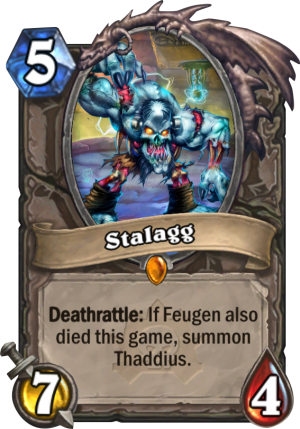 5
Stalagg
Deathrattle: If Feugen also
died this game, summon
Thaddius.
7
4